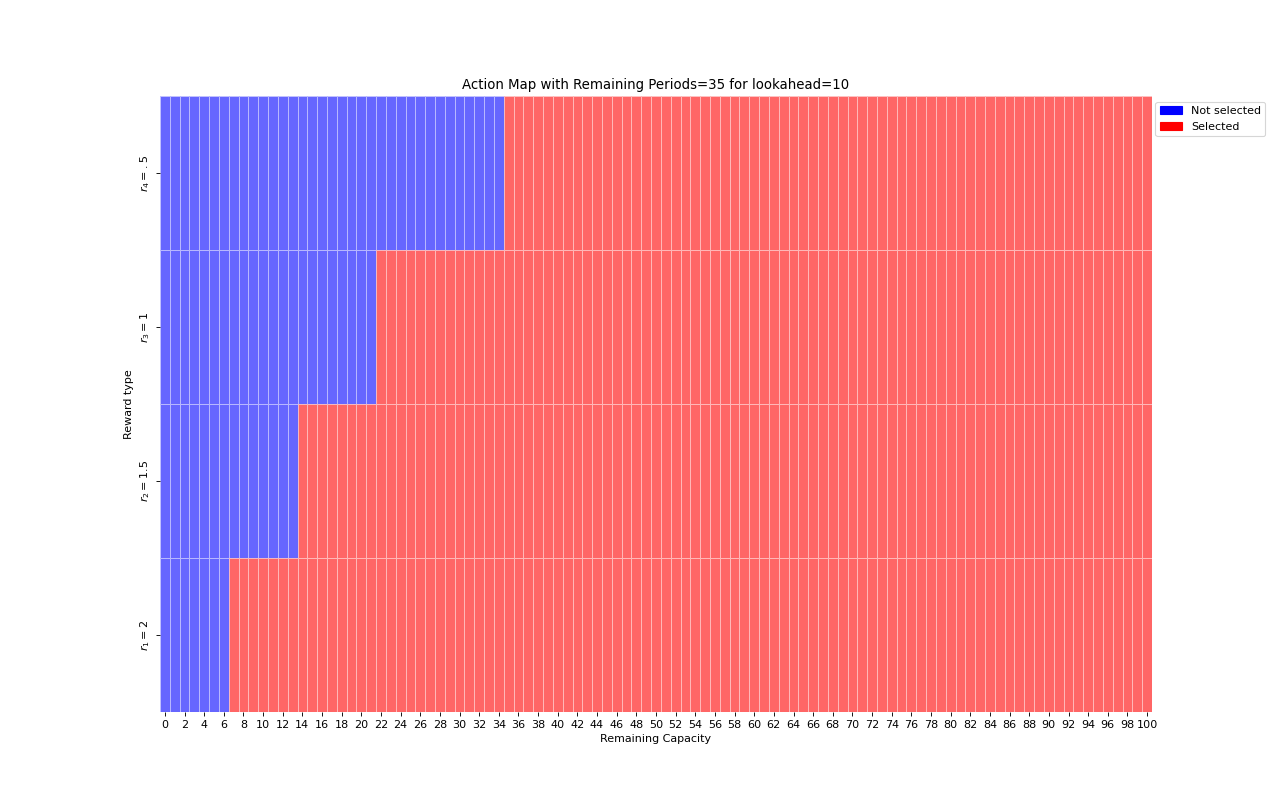 Action Map with Remaining Periods=35 for lookahead=10
Not selected
Selected
Reward type
r₄ = .5
r₃ = 1
r₂ = 1.5
r₁ = 2
0 2 4 6 8 10 12 14 16 18 20 22 24 26 28 30 32 34 36 38 40 42 44 46 48 50 52 54 56 58 60 62 64 66 68 70 72 74 76 78 80 82 84 86 88 90 92 94 96 98 100
Remaining Capacity